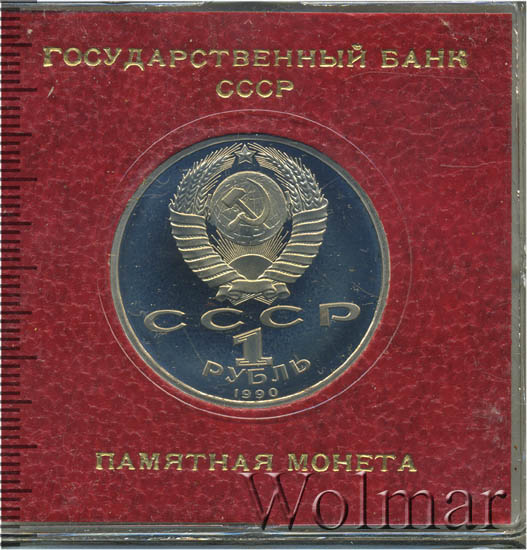 ГОСУДАРСТВЕННЫЙ БАНК
СССР
СССР
1
РУБЛЬ
1990
ПАМЯТНАЯ МОНЕТА
Wolmar